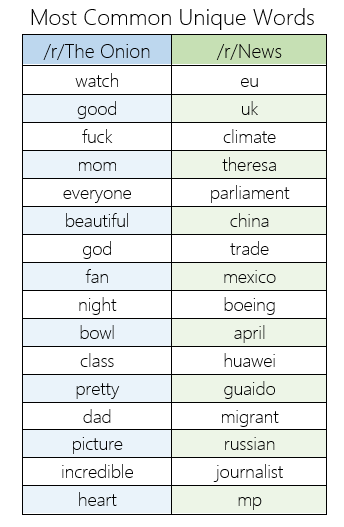 Most Common Unique Words
/r/The Onion /r/News
watch eu
good uk
fuck climate
mom theresa
everyone parliament
beautiful china
god trade
fan mexico
night boeing
bowl april
class huawei
pretty guaido
dad migrant
picture russian
incredible journalist
heart mp